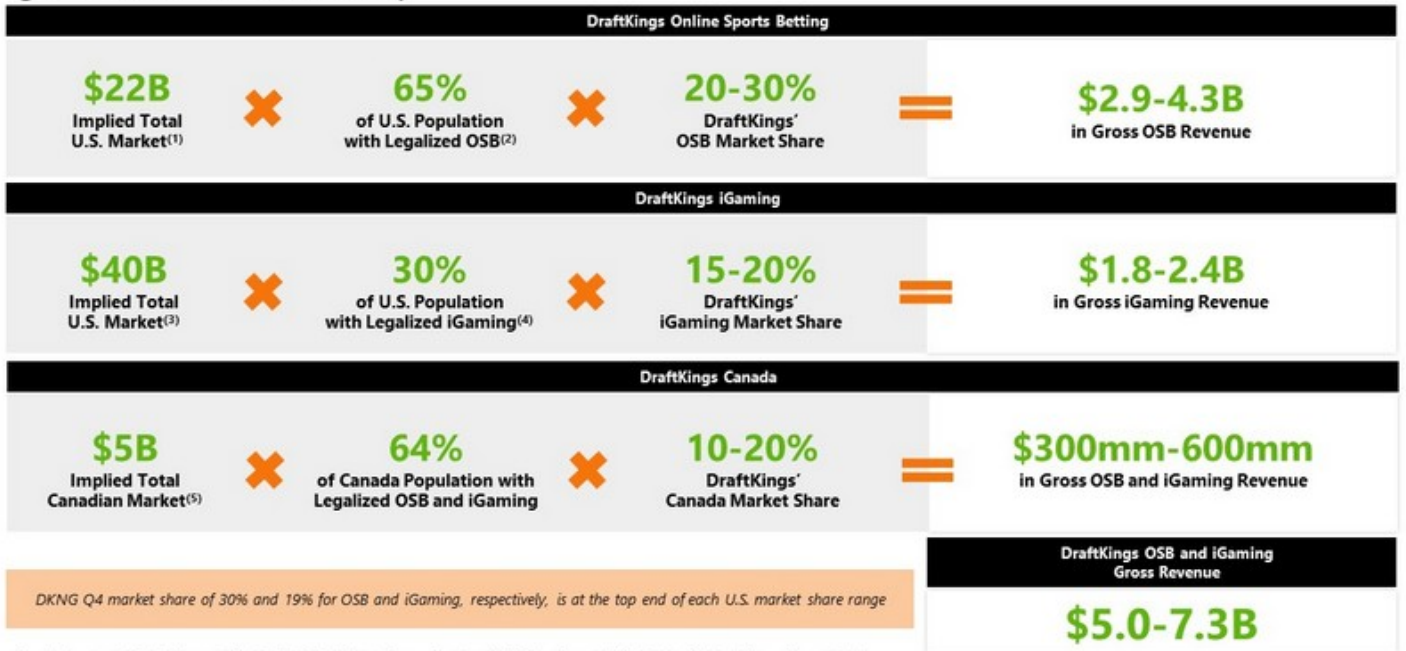 DraftKings Online Sports Betting
$22B
Implied Total
U.S. Market(1)
65%
of U.S. Population
with Legalized OSB(2)
20-30%
DraftKings'
OSB Market Share
$2.9-4.3B
in Gross OSB Revenue
DraftKings iGaming
$40B
Implied Total
U.S. Market(3)
30%
of U.S. Population
with Legalized iGaming(4)
15-20%
DraftKings'
iGaming Market Share
$1.8-2.4B
in Gross iGaming Revenue
DraftKings Canada
$5B
Implied Total
Canadian Market(5)
64%
of Canada Population with
Legalized OSB and iGaming
10-20%
DraftKings'
Canada Market Share
$300mm-600mm
in Gross OSB and iGaming Revenue
DraftKings OSB and iGaming
Gross Revenue
$5.0-7.3B
DKNG Q4 market share of 30% and 19% for OSB and iGaming, respectively, is at the top end of each U.S. market share range